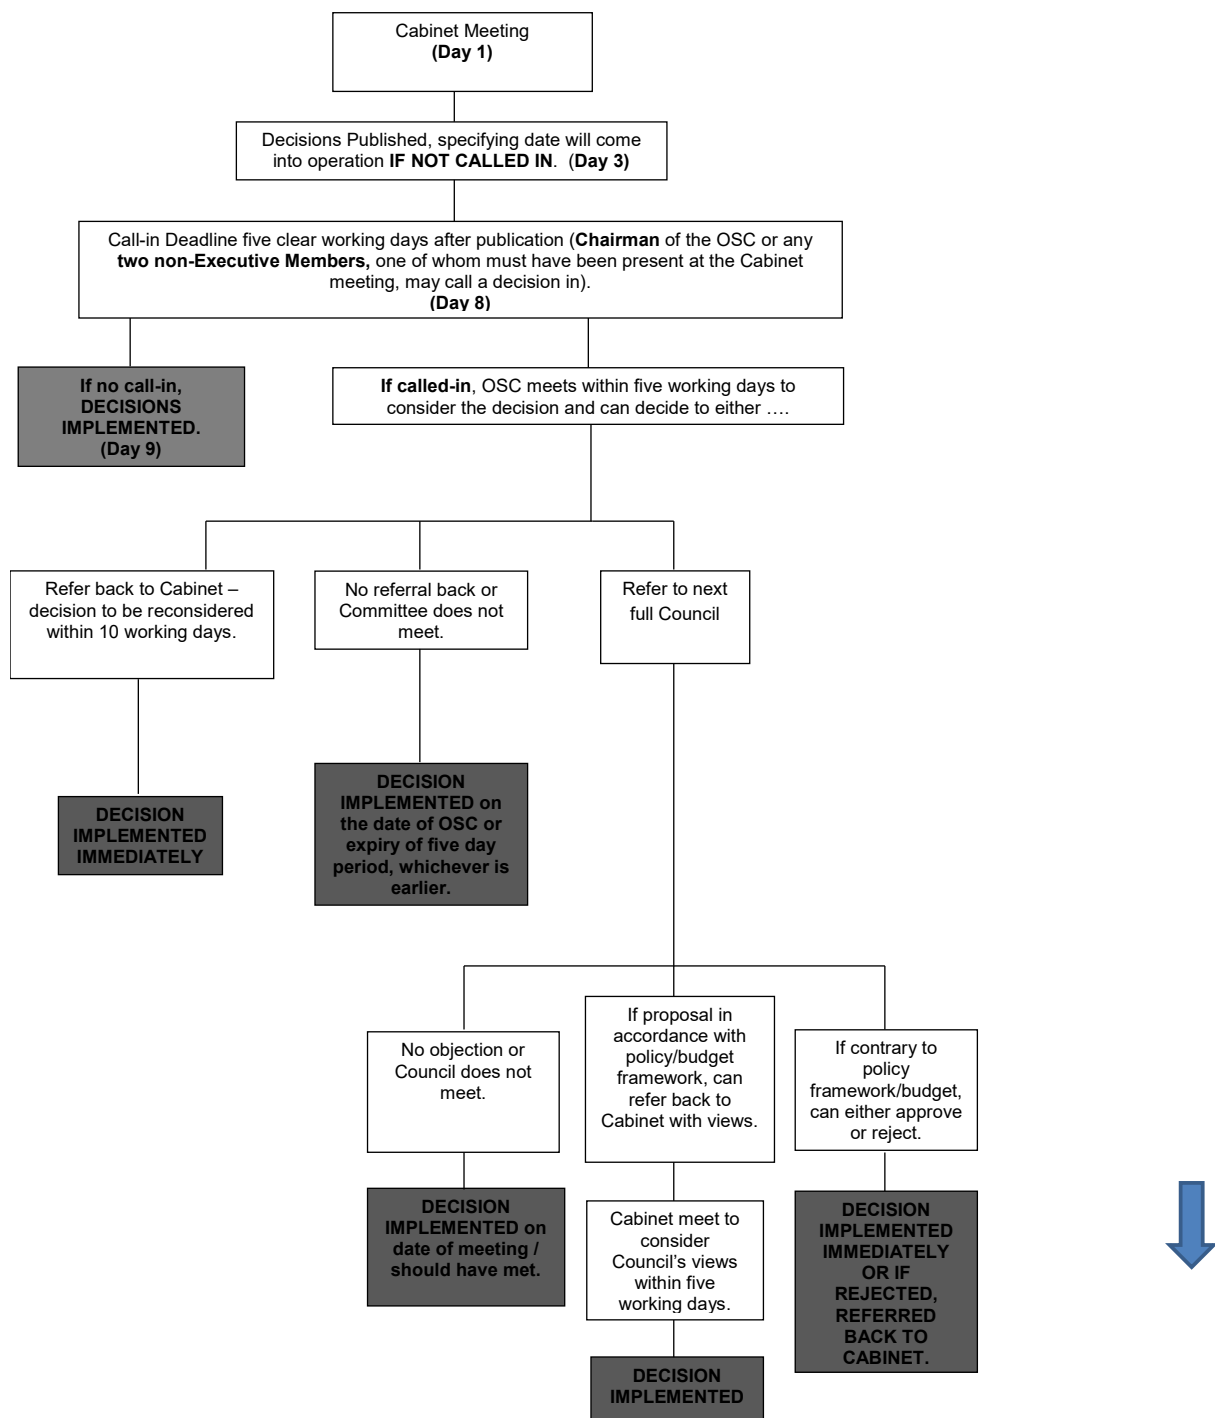 Cabinet Meeting
(Day 1)
Decisions Published, specifying date will come
into operation IF NOT CALLED IN.  (Day 3)
Call-in Deadline five clear working days after publication (Chairman of the OSC or any
two non-Executive Members, one of whom must have been present at the Cabinet
meeting, may call a decision in).
(Day 8)
If no call-in,
DECISIONS
IMPLEMENTED.
(Day 9)
If called-in, OSC meets within five working days to
consider the decision and can decide to either ….
Refer back to Cabinet –
decision to be reconsidered
within 10 working days.
No referral back or
Committee does not
meet.
Refer to next
full Council
DECISION
IMPLEMENTED
IMMEDIATELY
DECISION
IMPLEMENTED on
the date of OSC or
expiry of five day
period, whichever is
earlier.
No objection or
Council does not
meet.
If proposal in
accordance with
policy/budget
framework, can
refer back to
Cabinet with views.
If contrary to
policy
framework/budget,
can either approve
or reject.
DECISION
IMPLEMENTED on
date of meeting /
should have met.
Cabinet meet to
consider
Council’s views
within five
working days.
DECISION
IMPLEMENTED
IMMEDIATELY
OR IF
REJECTED,
REFERRED
BACK TO
CABINET.
DECISION
IMPLEMENTED